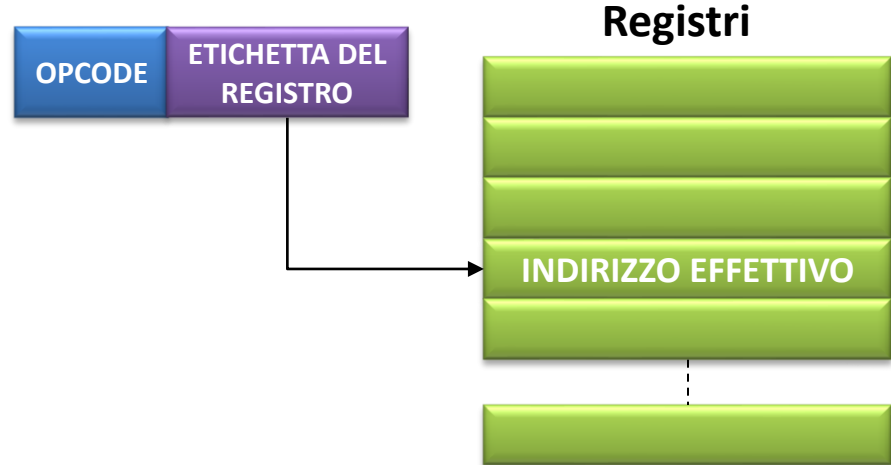 Registri
OPCODE
ETICHETTA DEL
REGISTRO
INDIRIZZO EFFETTIVO